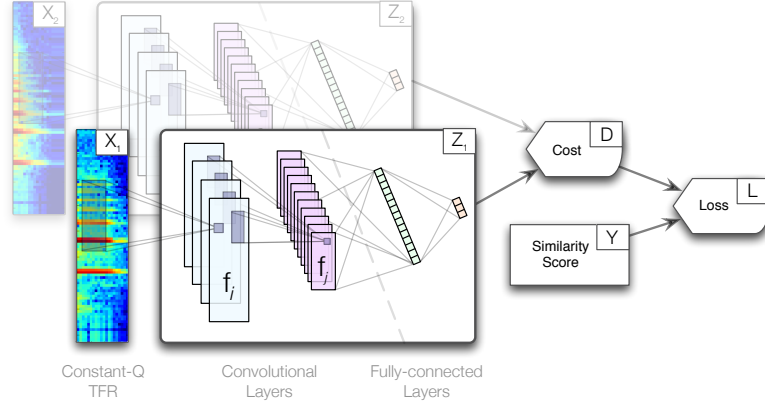 X2
Z2
X1
Z1
Cost
D
Loss
L
Similarity
Score
Y
fi
fj
Constant-Q
TFR
Convolutional
Layers
Fully-connected
Layers